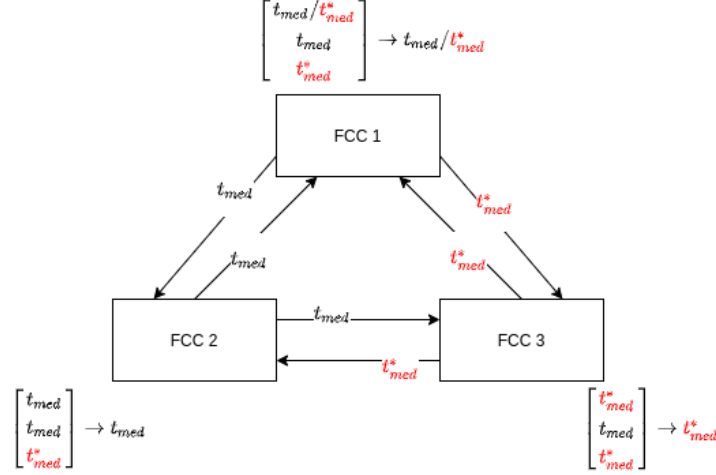 t_med/t*_med
t_med → t_med/t*_med
t*_med
FCC 1
t_med
t*_med
t_med
t*_med
t_med
FCC 2
FCC 3
t*_med
t_med
t_med → t_med
t*_med
t*_med
t_med → t*_med
t*_med